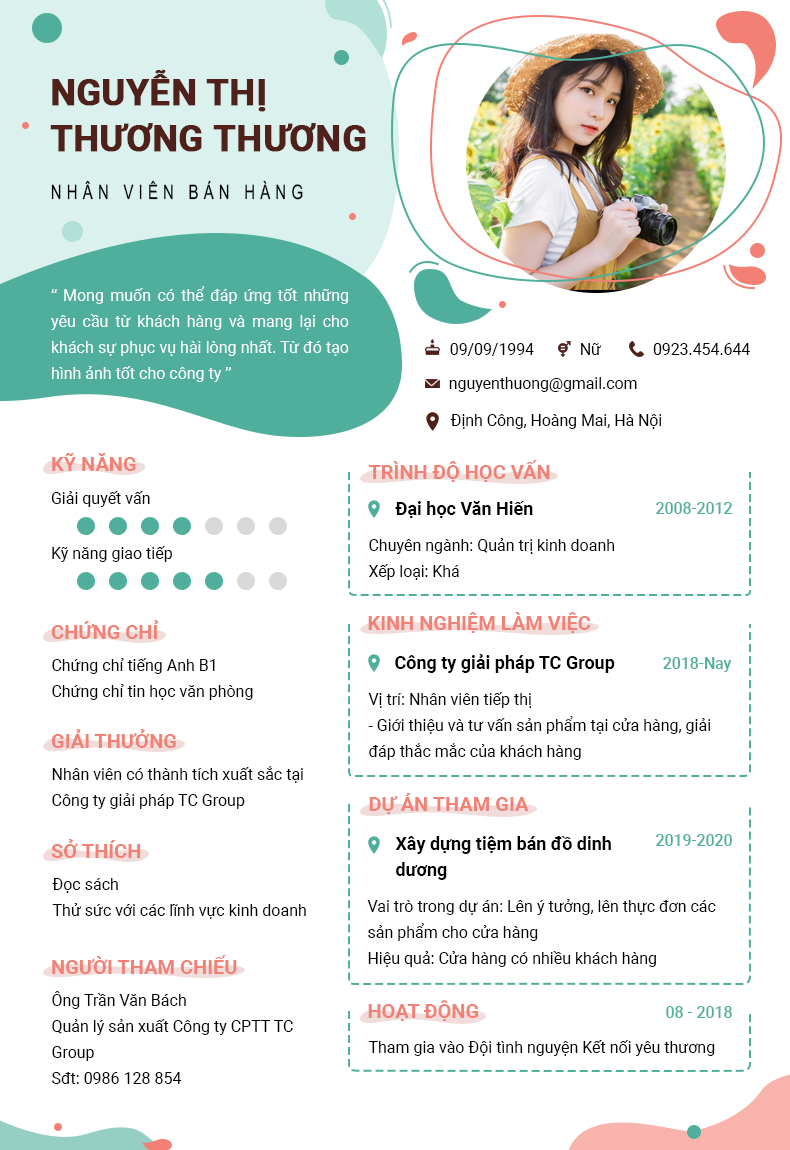 NGUYỄN THỊ
THƯƠNG THƯƠNG
NHÂN VIÊN BÁN HÀNG
“ Mong muốn có thể đáp ứng tốt những
yêu cầu từ khách hàng và mang lại cho
khách sự phục vụ hài lòng nhất. Từ đó tạo
hình ảnh tốt cho công ty ”
09/09/1994 Nữ 0923.454.644
nguyenthuong@gmail.com
Định Công, Hoàng Mai, Hà Nội
KỸ NĂNG
Giải quyết vấn
Kỹ năng giao tiếp
CHỨNG CHỈ
Chứng chỉ tiếng Anh B1
Chứng chỉ tin học văn phòng
GIẢI THƯỞNG
Nhân viên có thành tích xuất sắc tại
Công ty giải pháp TC Group
SỞ THÍCH
Đọc sách
Thử sức với các lĩnh vực kinh doanh
NGƯỜI THAM CHIẾU
Ông Trần Văn Bách
Quản lý sản xuất Công ty CPTT TC
Group
Sđt: 0986 128 854
TRÌNH ĐỘ HỌC VẤN
Đại học Văn Hiến 2008-2012
Chuyên ngành: Quản trị kinh doanh
Xếp loại: Khá
KINH NGHIỆM LÀM VIỆC
Công ty giải pháp TC Group 2018-Nay
Vị trí: Nhân viên tiếp thị
- Giới thiệu và tư vấn sản phẩm tại cửa hàng, giải
đáp thắc mắc của khách hàng
DỰ ÁN THAM GIA
Xây dựng tiệm bán đồ dinh 2019-2020
dương
Vai trò trong dự án: Lên ý tưởng, lên thực đơn các
sản phẩm cho cửa hàng
Hiệu quả: Cửa hàng có nhiều khách hàng
HOẠT ĐỘNG 08 - 2018
Tham gia vào Đội tình nguyện Kết nối yêu thương